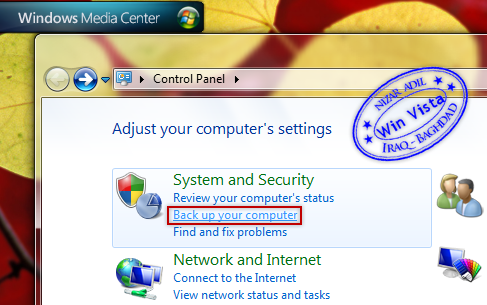 Windows Media Center
Control Panel
Adjust your computer's settings
NIZAR ADIL
Win Vista
IRAQ - BAGHDAD
System and Security
Review your computer's status
Back up your computer
Find and fix problems
Network and Internet
Connect to the Internet
View network status and tasks